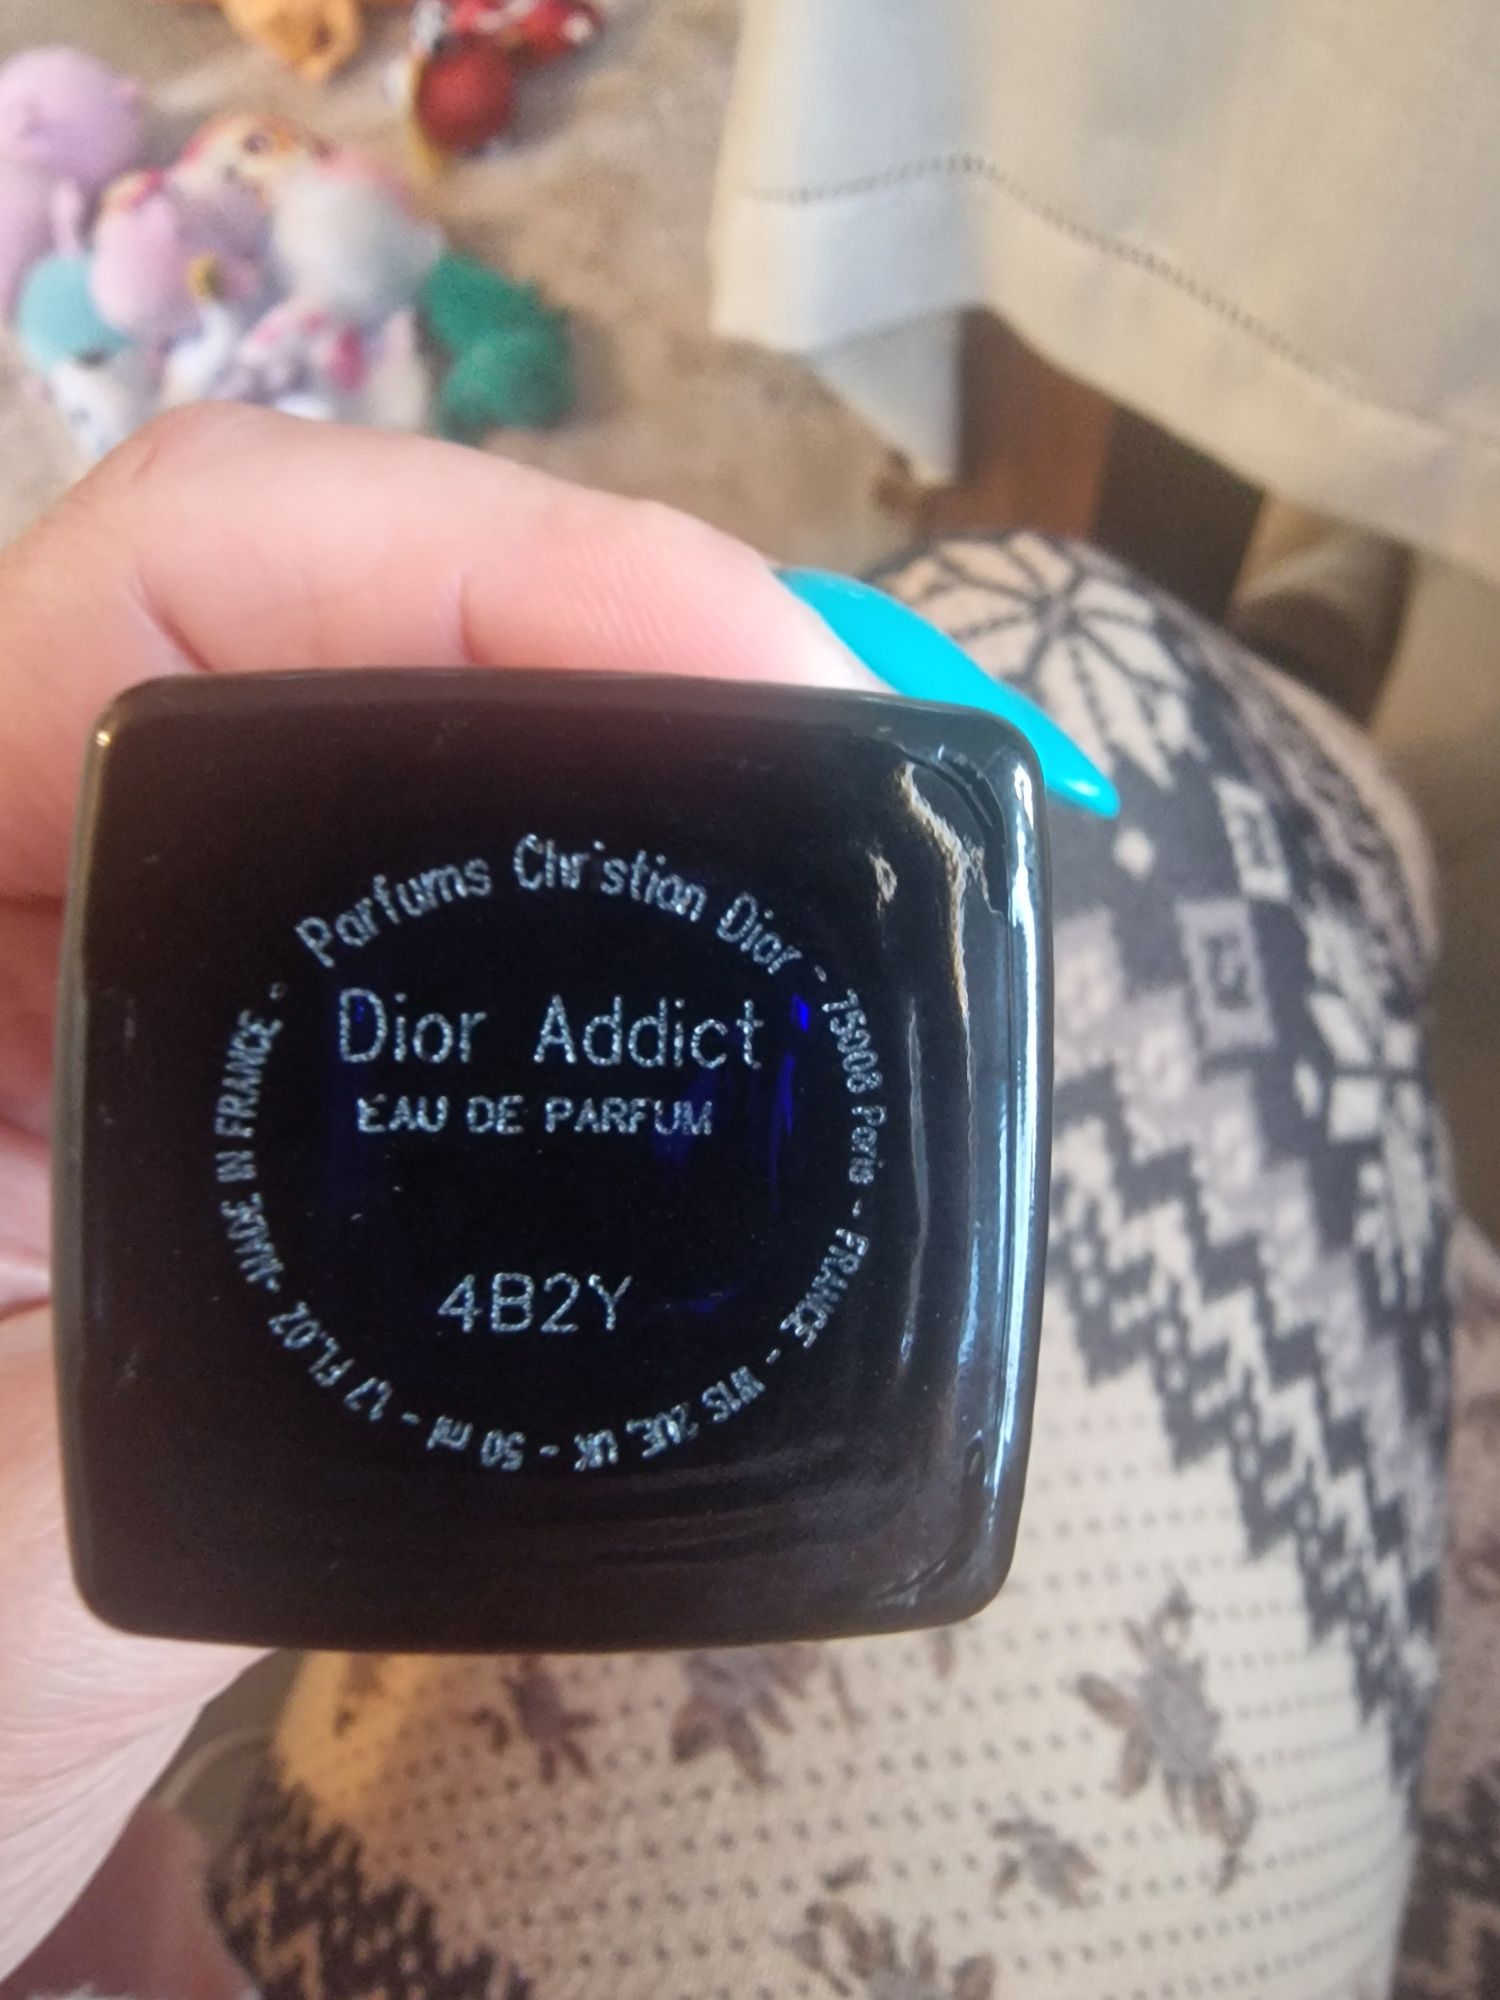 Parfums Christian Dior - 75008 Paris - FRANCE - W1S 2XE, UK - 50 ml - 1,7 FL.OZ - MADE IN FRANCE -
Dior Addict
EAU DE PARFUM
4B2Y